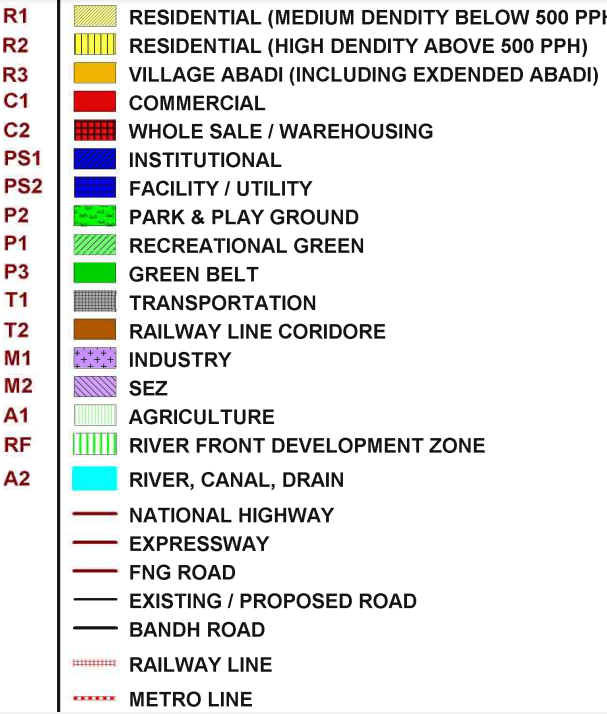 R1 RESIDENTIAL (MEDIUM DENDITY BELOW 500 PPH
R2 RESIDENTIAL (HIGH DENDITY ABOVE 500 PPH)
R3 VILLAGE ABADI (INCLUDING EXDENDED ABADI)
C1 COMMERCIAL
C2 WHOLE SALE / WAREHOUSING
PS1 INSTITUTIONAL
PS2 FACILITY / UTILITY
P2 PARK & PLAY GROUND
P1 RECREATIONAL GREEN
P3 GREEN BELT
T1 TRANSPORTATION
T2 RAILWAY LINE CORIDORE
M1 INDUSTRY
M2 SEZ
A1 AGRICULTURE
RF RIVER FRONT DEVELOPMENT ZONE
A2 RIVER, CANAL, DRAIN
NATIONAL HIGHWAY
EXPRESSWAY
FNG ROAD
EXISTING / PROPOSED ROAD
BANDH ROAD
RAILWAY LINE
METRO LINE